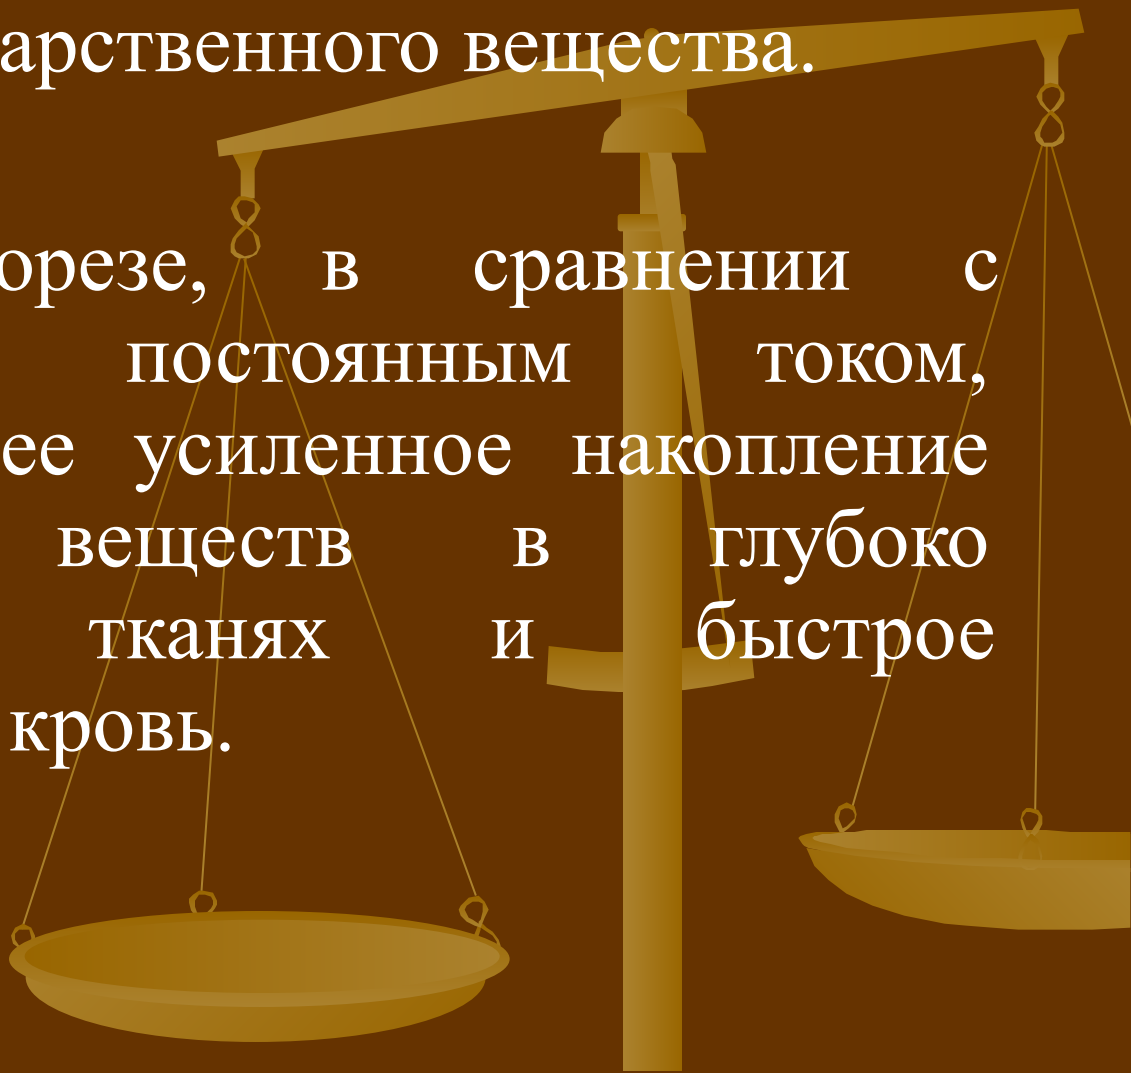 арственного вещества.
орезе, в сравнении с
постоянным током,
ее усиленное накопление
веществ в глубоко
тканях и быстрое
кровь.